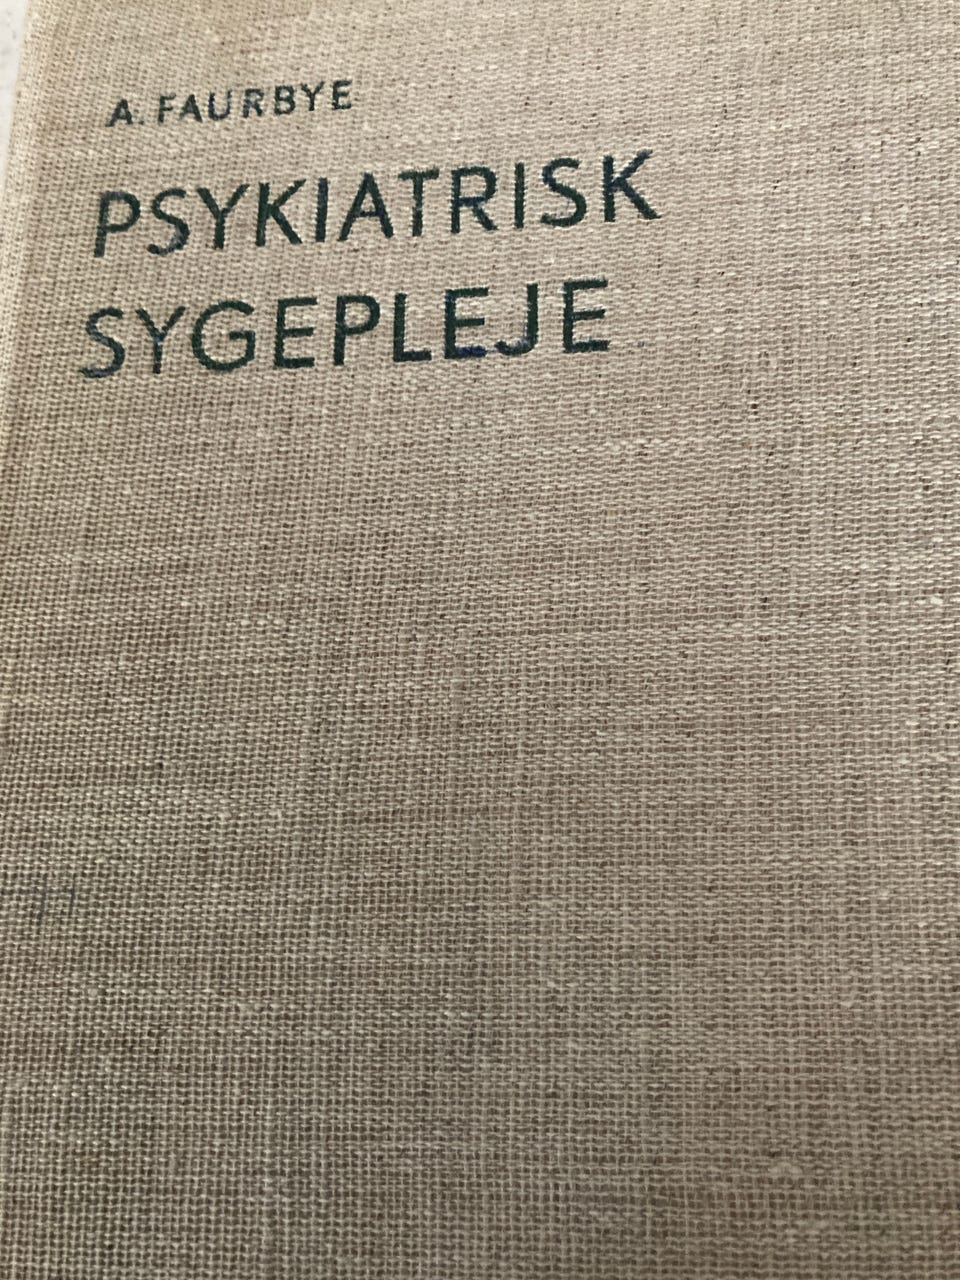 A. FAURBYE
PSYKIATRISK
SYGEPLEJE